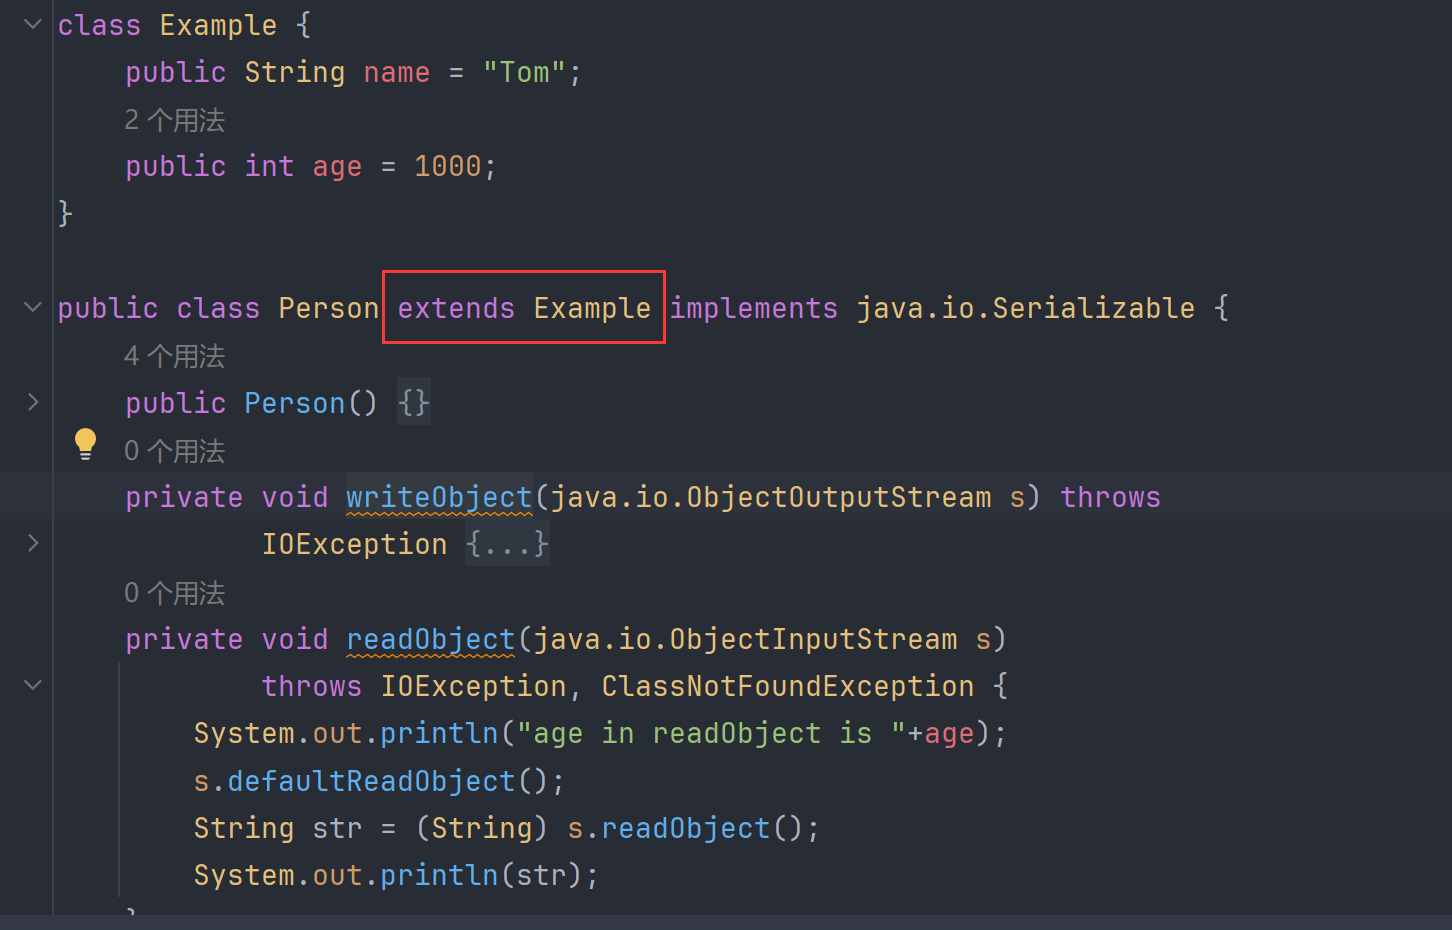 class Example {
    public String name = "Tom";
    2 个用法
    public int age = 1000;
}
public class Person extends Example implements java.io.Serializable {
    4 个用法
    public Person() {}
    0 个用法
    private void writeObject(java.io.ObjectOutputStream s) throws
            IOException {...}
    0 个用法
    private void readObject(java.io.ObjectInputStream s)
            throws IOException, ClassNotFoundException {
        System.out.println("age in readObject is "+age);
        s.defaultReadObject();
        String str = (String) s.readObject();
        System.out.println(str);
    }